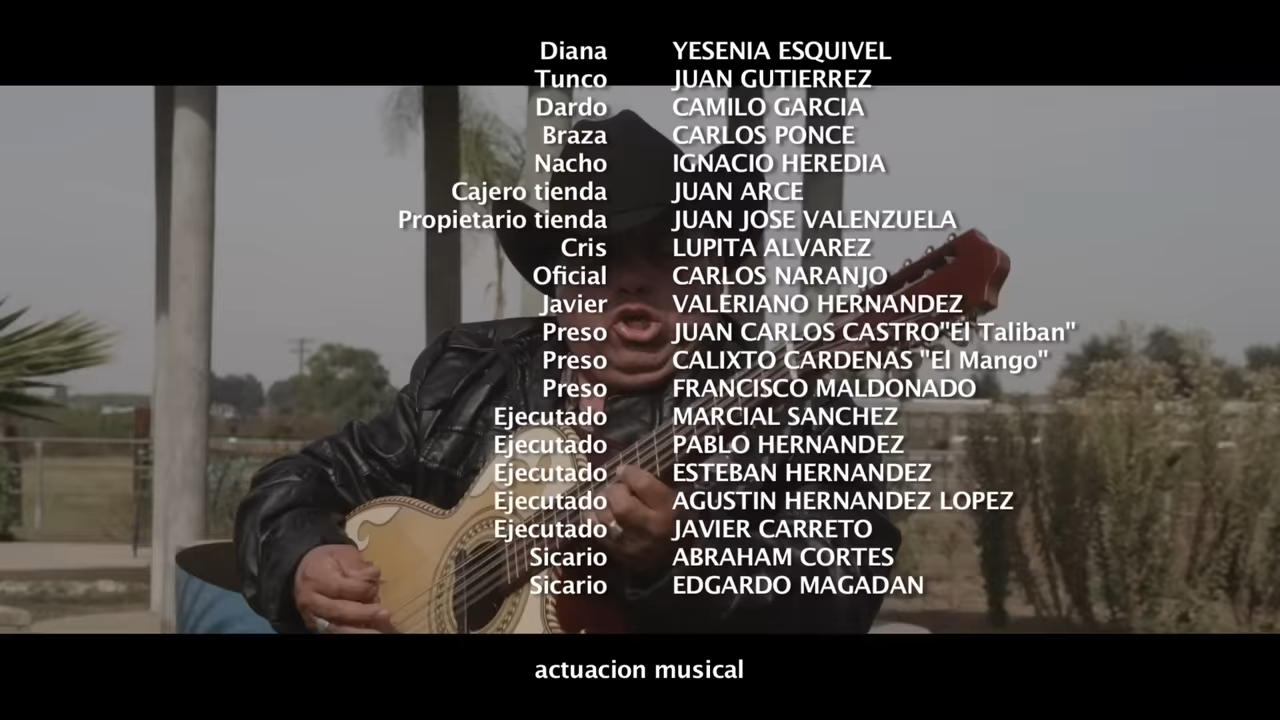 Diana YESENIA ESQUIVEL
Tunco JUAN GUTIERREZ
Dardo CAMILO GARCIA
Braza CARLOS PONCE
Nacho IGNACIO HEREDIA
Cajero tienda JUAN ARCE
Propietario tienda JUAN JOSE VALENZUELA
Cris LUPITA ALVAREZ
Oficial CARLOS NARANJO
Javier VALERIANO HERNANDEZ
Preso JUAN CARLOS CASTRO"El Taliban"
Preso CALIXTO CARDENAS "El Mango"
Preso FRANCISCO MALDONADO
Ejecutado MARCIAL SANCHEZ
Ejecutado PABLO HERNANDEZ
Ejecutado ESTEBAN HERNANDEZ
Ejecutado AGUSTIN HERNANDEZ LOPEZ
Ejecutado JAVIER CARRETO
Sicario ABRAHAM CORTES
Sicario EDGARDO MAGADAN
actuacion musical